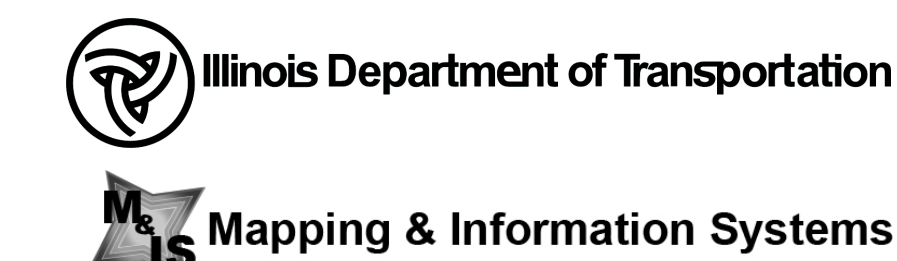 Illinois Department of Transportation
M&IS Mapping & Information Systems